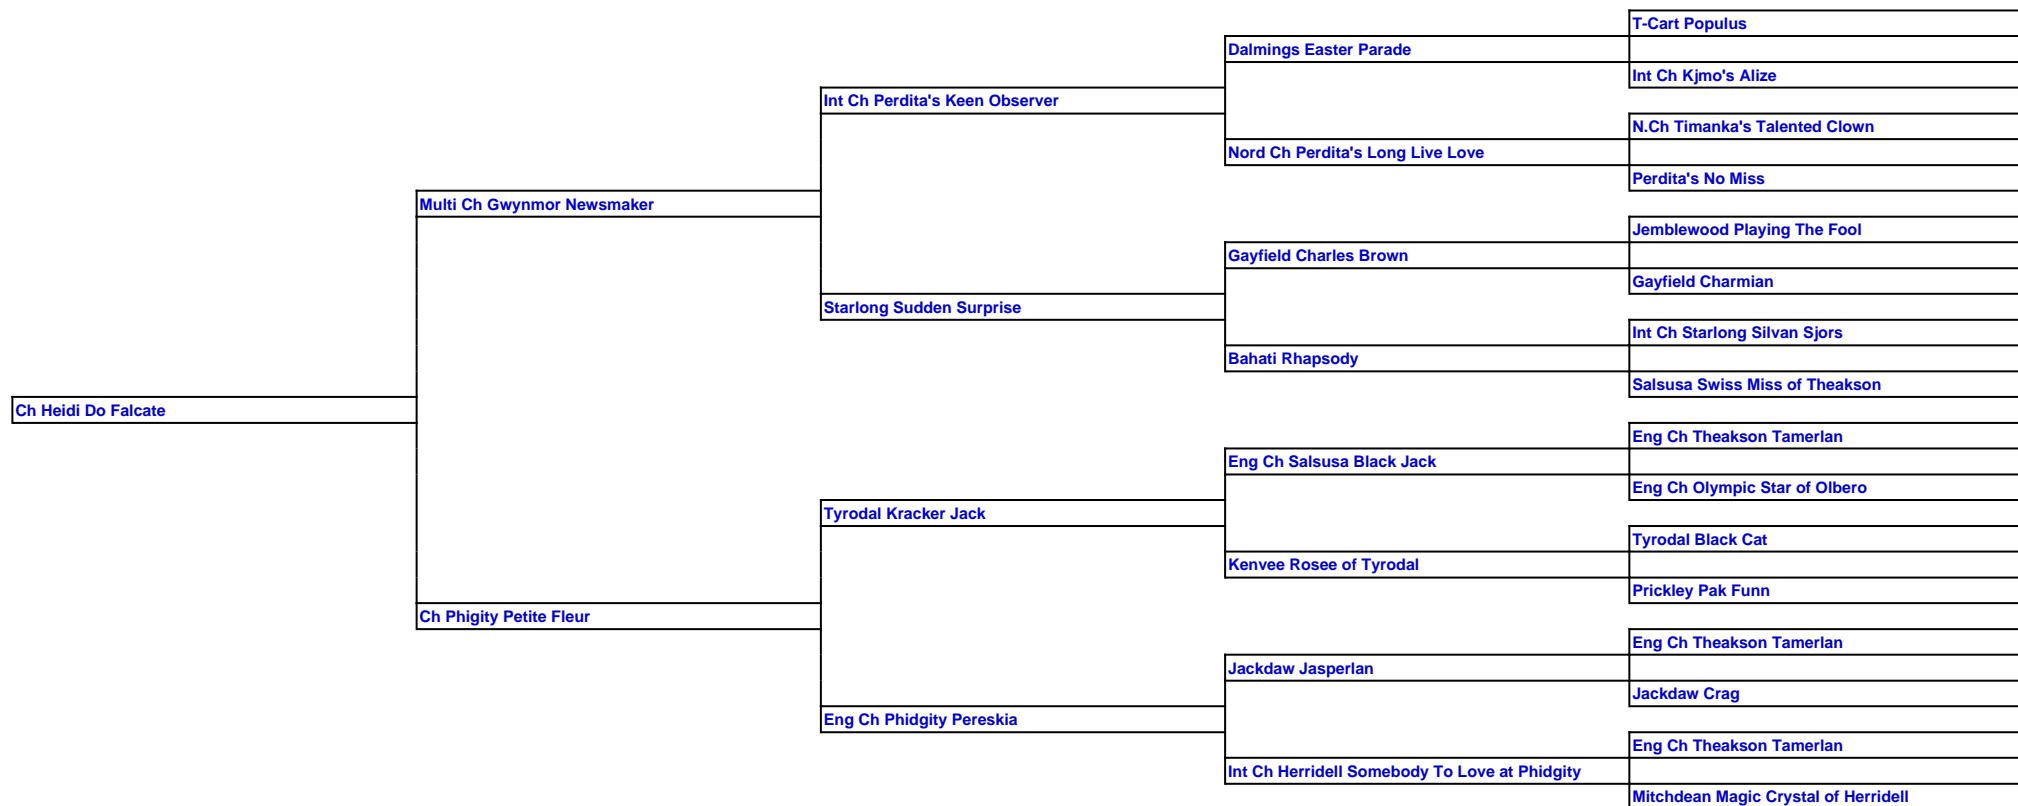 T-Cart Populus
Dalmings Easter Parade
Int Ch Kjmo's Alize
Int Ch Perdita's Keen Observer
N.Ch Timanka's Talented Clown
Nord Ch Perdita's Long Live Love
Perdita's No Miss
Multi Ch Gwynmor Newsmaker
Jemblewood Playing The Fool
Gayfield Charles Brown
Gayfield Charmian
Starlong Sudden Surprise
Int Ch Starlong Silvan Sjors
Bahati Rhapsody
Salsusa Swiss Miss of Theakson
Ch Heidi Do Falcate
Eng Ch Theakson Tamerlan
Eng Ch Salsusa Black Jack
Eng Ch Olympic Star of Olbero
Tyrodal Kracker Jack
Tyrodal Black Cat
Kenvee Rosee of Tyrodal
Prickley Pak Funn
Ch Phigity Petite Fleur
Eng Ch Theakson Tamerlan
Jackdaw Jasperlan
Jackdaw Crag
Eng Ch Phidgity Pereskia
Eng Ch Theakson Tamerlan
Int Ch Herridell Somebody To Love at Phidgity
Mitchdean Magic Crystal of Herridell